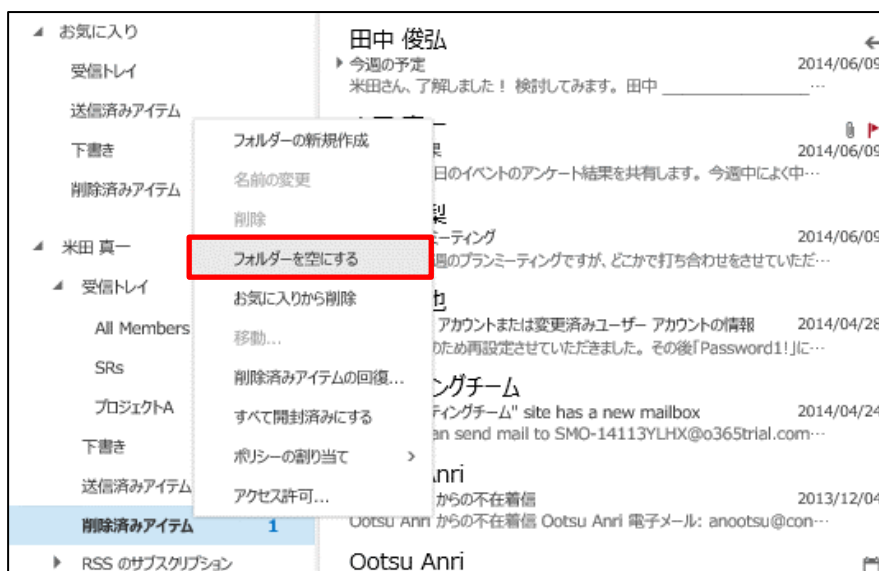 お気に入り
受信トレイ
送信済みアイテム
下書き
削除済みアイテム
米田 真一
受信トレイ
All Members
SRs
プロジェクトA
下書き
送信済みアイテム
削除済みアイテム 1
RSS のサブスクリプション
フォルダーの新規作成
名前の変更
削除
フォルダーを空にする
お気に入りから削除
移動...
削除済みアイテムの回復...
すべて開封済みにする
ポリシーの割り当て >
アクセス許可...
田中 俊弘
今週の予定 2014/06/09
米田さん、了解しました！ 検討してみます。田中 ____________________ …
果 2014/06/09
日のイベントのアンケート結果を共有します。今週中によく中…
梨
ミーティング 2014/06/09
週のプランミーティングですが、どこかで打ち合わせをさせていただ…
也
アカウントまたは変更済みユーザー アカウントの情報 2014/04/28
のため再設定させていただきました。その後「Password1!」に…
ングチーム
ティングチーム" site has a new mailbox 2014/04/24
an send mail to SMO-14113YLHX@o365trial.com…
Anri
からの不在着信 2013/12/04
Ootsu Anri からの不在着信 Ootsu Anri 電子メール: anootsu@con…
Ootsu Anri